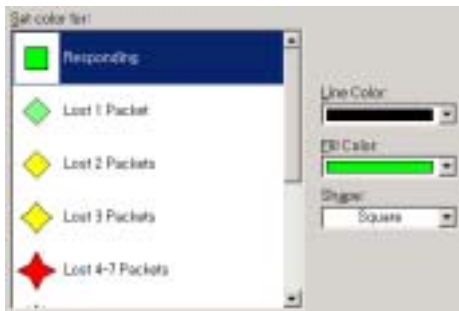 Set color for:
Responding
Lost 1 Packet
Lost 2 Packets
Lost 3 Packets
Lost 4-7 Packets
Line Color:
Fill Color:
Shape:
Square